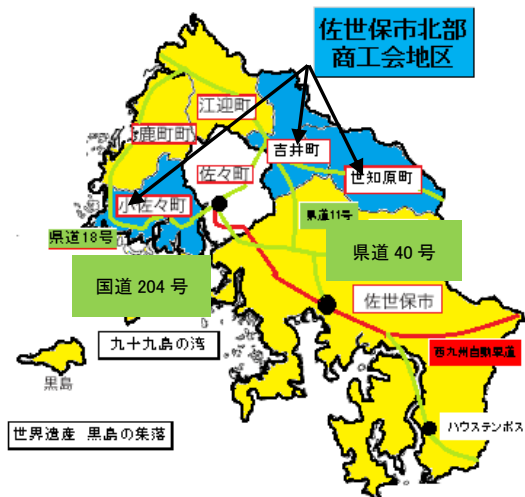 佐世保市北部
商工会地区
江迎町
鹿町町
吉井町
佐々町
世知原町
小佐々町
県道11号
県道18号
県道 40 号
国道 204 号
佐世保市
九十九島の湾
西九州自動車道
黒島
世界遺産 黒島の集落
ハウステンボス